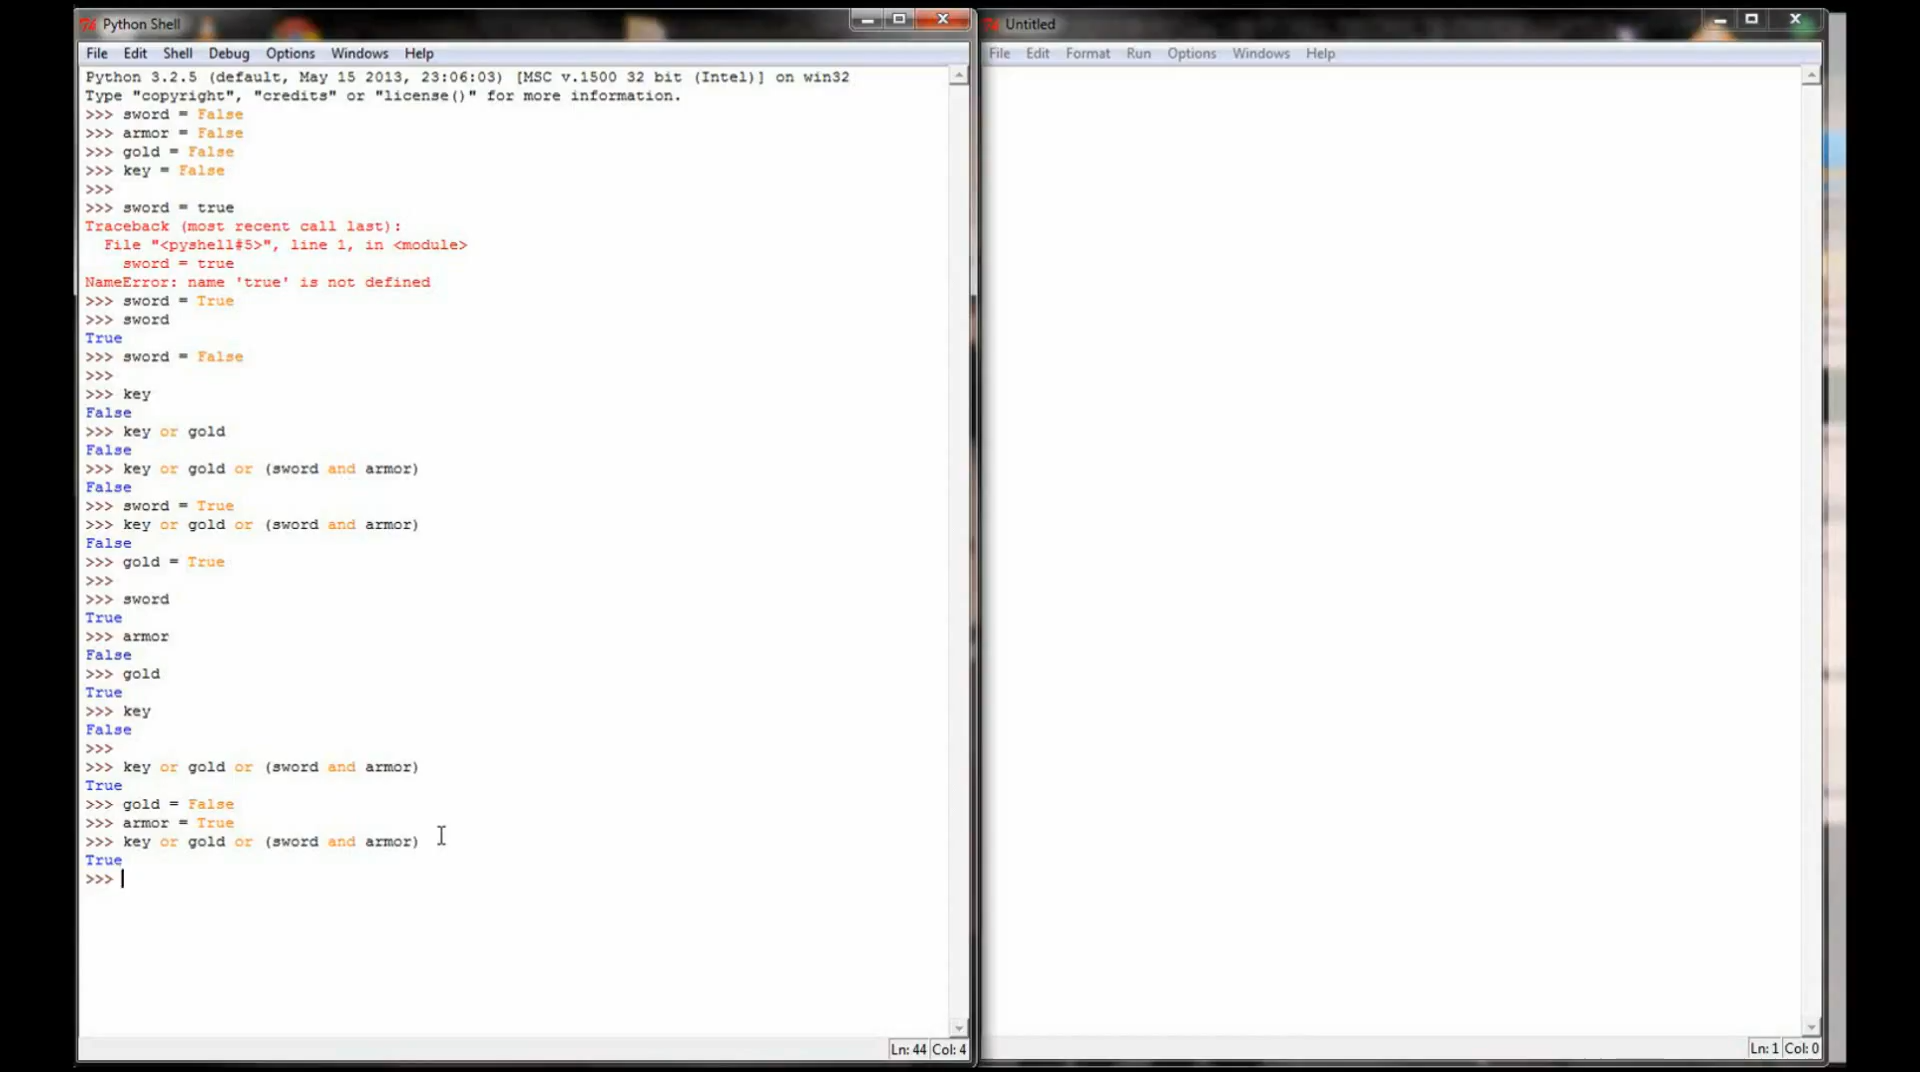 Python Shell
File Edit Shell Debug Options Windows Help
Python 3.2.5 (default, May 15 2013, 23:06:03) [MSC v.1500 32 bit (Intel)] on win32
Type "copyright", "credits" or "license()" for more information.
>>> sword = False
>>> armor = False
>>> gold = False
>>> key = False
>>>
>>> sword = true
Traceback (most recent call last):
  File "<pyshell#5>", line 1, in <module>
    sword = true
NameError: name 'true' is not defined
>>> sword = True
>>> sword
True
>>> sword = False
>>>
>>> key
False
>>> key or gold
False
>>> key or gold or (sword and armor)
False
>>> sword = True
>>> key or gold or (sword and armor)
False
>>> gold = True
>>>
>>> sword
True
>>> armor
False
>>> gold
True
>>> key
False
>>>
>>> key or gold or (sword and armor)
True
>>> gold = False
>>> armor = True
>>> key or gold or (sword and armor)
True
>>>
Ln: 44 Col: 4
Untitled
File Edit Format Run Options Windows Help
Ln: 1 Col: 0